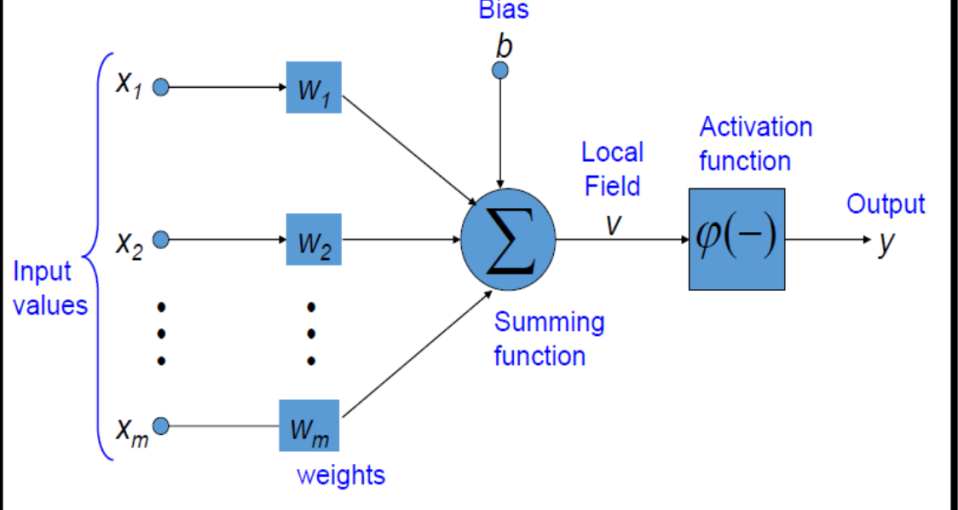 Bias
b
x1
w1
Activation
function
Local
Field
v
Output
y
x2
w2
Σ
φ(−)
Input
values
Summing
function
xm
wm
weights